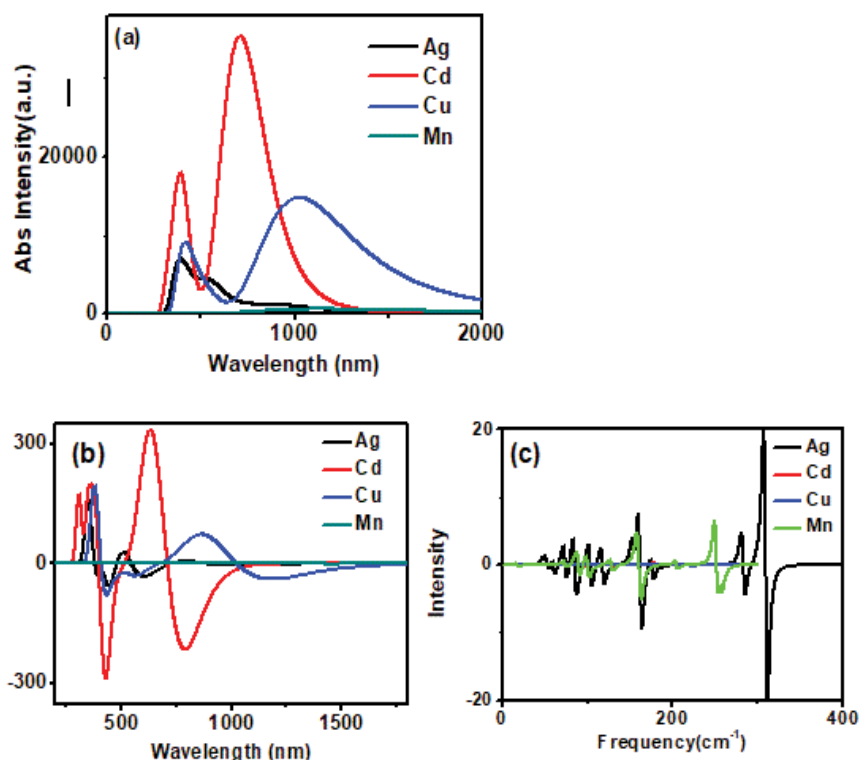 (a)
Ag
Cd
Cu
Mn
Abs Intensity(a.u.)
20000
0
0
1000
2000
Wavelength (nm)
(b)
Ag
Cd
Cu
Mn
300
0
-300
500
1000
1500
Wavelength (nm)
(c)
Ag
Cd
Cu
Mn
Intensity
20
0
-20
0
200
400
Frequency(cm⁻¹)